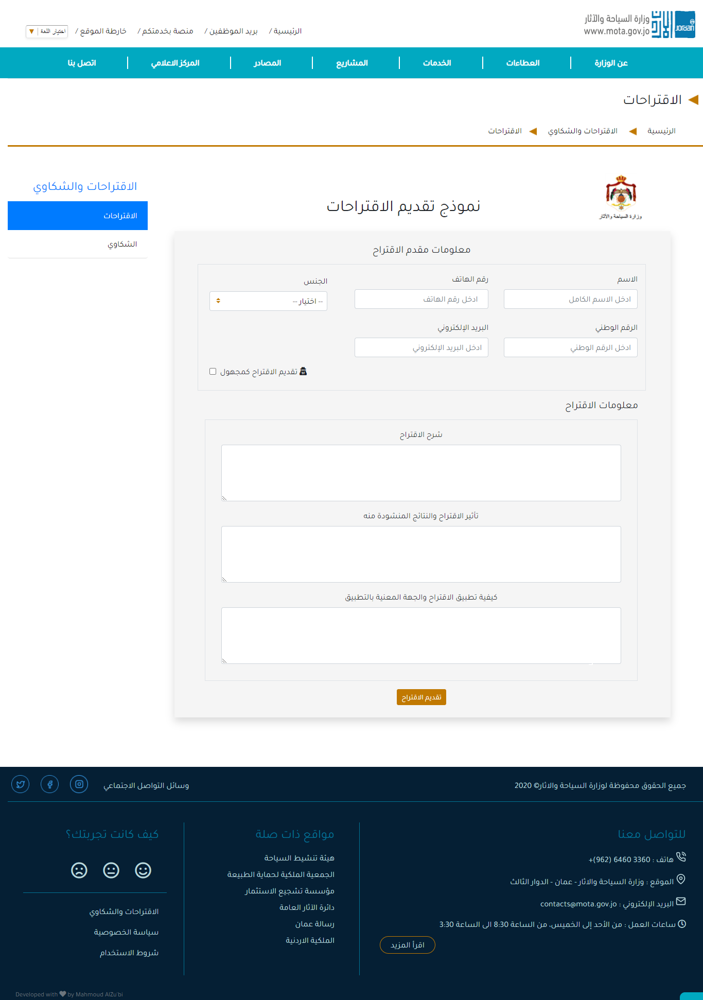 وزارة السياحة والآثار
www.mota.gov.jo
Jordan
الرئيسية /
بريد الموظفين /
منصة بخدمتكم /
خارطة الموقع /
اختيار اللغة
عن الوزارة
العطاءات
الخدمات
المشاريع
المصادر
المركز الاعلامي
اتصل بنا
الاقتراحات
الرئيسية
الاقتراحات والشكاوي
الاقتراحات
وزارة السياحة والآثار
نموذج تقديم الاقتراحات
الاقتراحات والشكاوي
الاقتراحات
الشكاوي
معلومات مقدم الاقتراح
الاسم
رقم الهاتف
الجنس
ادخل الاسم الكامل
ادخل رقم الهاتف
-- اختيار --
الرقم الوطني
البريد الإلكتروني
ادخل الرقم الوطني
ادخل البريد الإلكتروني
تقديم الاقتراح كمجهول
معلومات الاقتراح
شرح الاقتراح
تأثير الاقتراح والنتائج المنشودة منه
كيفية تطبيق الاقتراح والجهة المعنية بالتطبيق
تقديم الاقتراح
جميع الحقوق محفوظة لوزارة السياحة والاثار© 2020
وسائل التواصل الاجتماعي
للتواصل معنا
هاتف : 3360 6460 (962)+
الموقع : وزارة السياحة والاثار - عمان - الدوار الثالث
البريد الإلكتروني : contacts@mota.gov.jo
ساعات العمل : من الأحد إلى الخميس، من الساعة 8:30 الى الساعة 3:30
اقرأ المزيد
مواقع ذات صلة
هيئة تنشيط السياحة
الجمعية الملكية لحماية الطبيعة
مؤسسة تشجيع الاستثمار
دائرة الآثار العامة
رسالة عمان
الملكية الاردنية
كيف كانت تجربتك؟
الاقتراحات والشكاوي
سياسة الخصوصية
شروط الاستخدام
Developed with by Mahmoud AlZu'bi